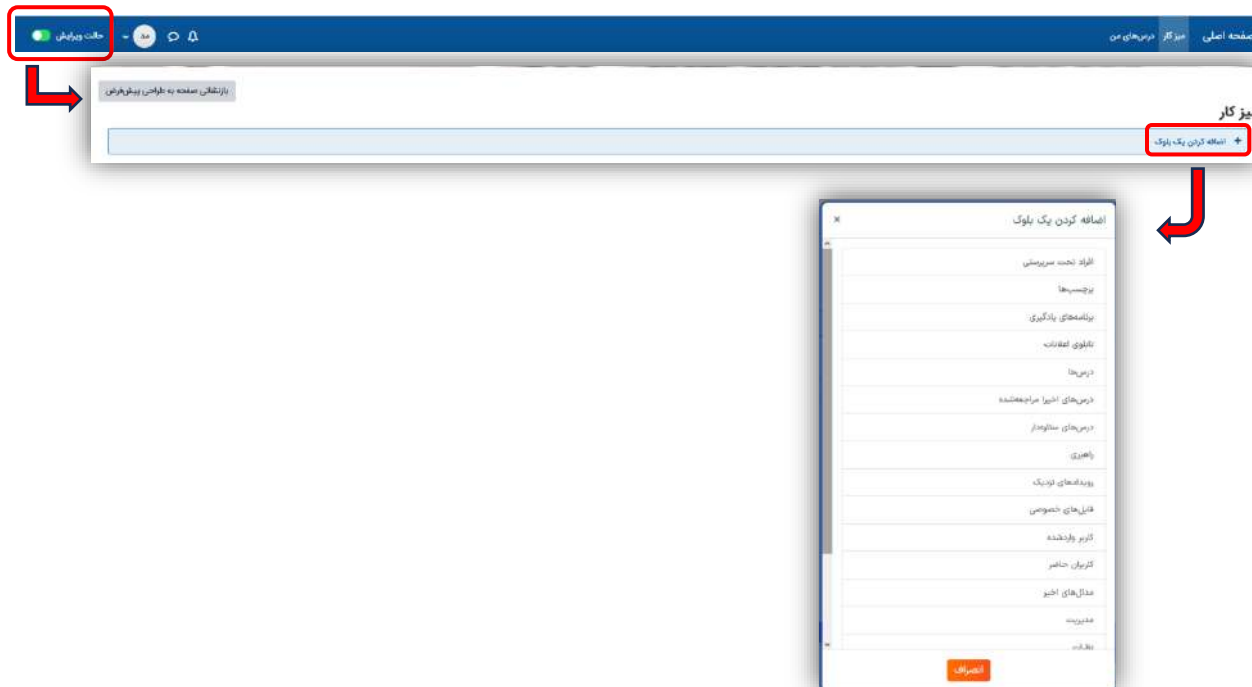 صفحه اصلی میز کار درس‌های من
مد حالت ویرایش
بازنشانی صفحه به طراحی پیش‌فرض
میز کار
+ اضافه کردن یک بلوک
اضافه کردن یک بلوک ×
افراد تحت سرپرستی
برچسب‌ها
برنامه‌های یادگیری
تابلوی اعلانات
درس‌ها
درس‌های اخیرا مراجعه‌شده
درس‌های ستاره‌دار
راهبری
رویدادهای نزدیک
فایل‌های خصوصی
کاربر واردشده
کاربران حاضر
مدال‌های اخیر
مدیریت
انصراف